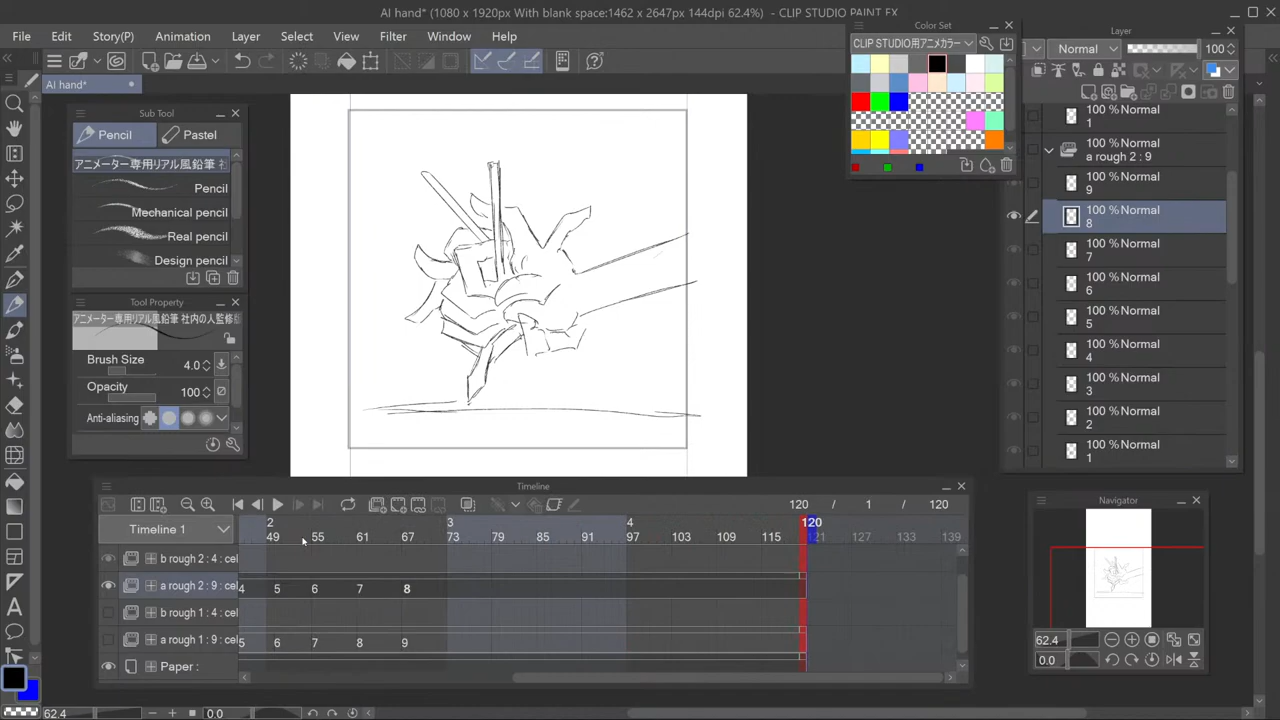 AI hand* (1080 x 1920px With blank space:1462 x 2647px 144dpi 62.4%) - CLIP STUDIO PAINT EX
File Edit Story(P) Animation Layer Select View Filter Window Help
AI hand*
Sub Tool
Pencil Pastel
アニメーター専用リアル風鉛筆
Pencil
Mechanical pencil
Real pencil
Design pencil
Tool Property
アニメーター専用リアル風鉛筆 社内の人監修
Brush Size 4.0
Opacity 100
Anti-aliasing
Color Set
CLIP STUDIO用アニメカラー
Layer
Normal 100
1
a rough 2 : 9
100 % Normal
9
100 % Normal
8
100 % Normal
7
100 % Normal
6
100 % Normal
5
100 % Normal
4
100 % Normal
3
100 % Normal
2
100 % Normal
1
Timeline
120 / 1 / 120
Timeline 1
2 3 4 120
49 55 61 67 73 79 85 91 97 103 109 115 121 127 133 139
b rough 2 : 4 : cel
a rough 2 : 9 : cel 4 5 6 7 8
b rough 1 : 4 : cel
a rough 1 : 9 : cel 5 6 7 8 9
Paper :
Navigator
62.4
0.0
62.4 0.0